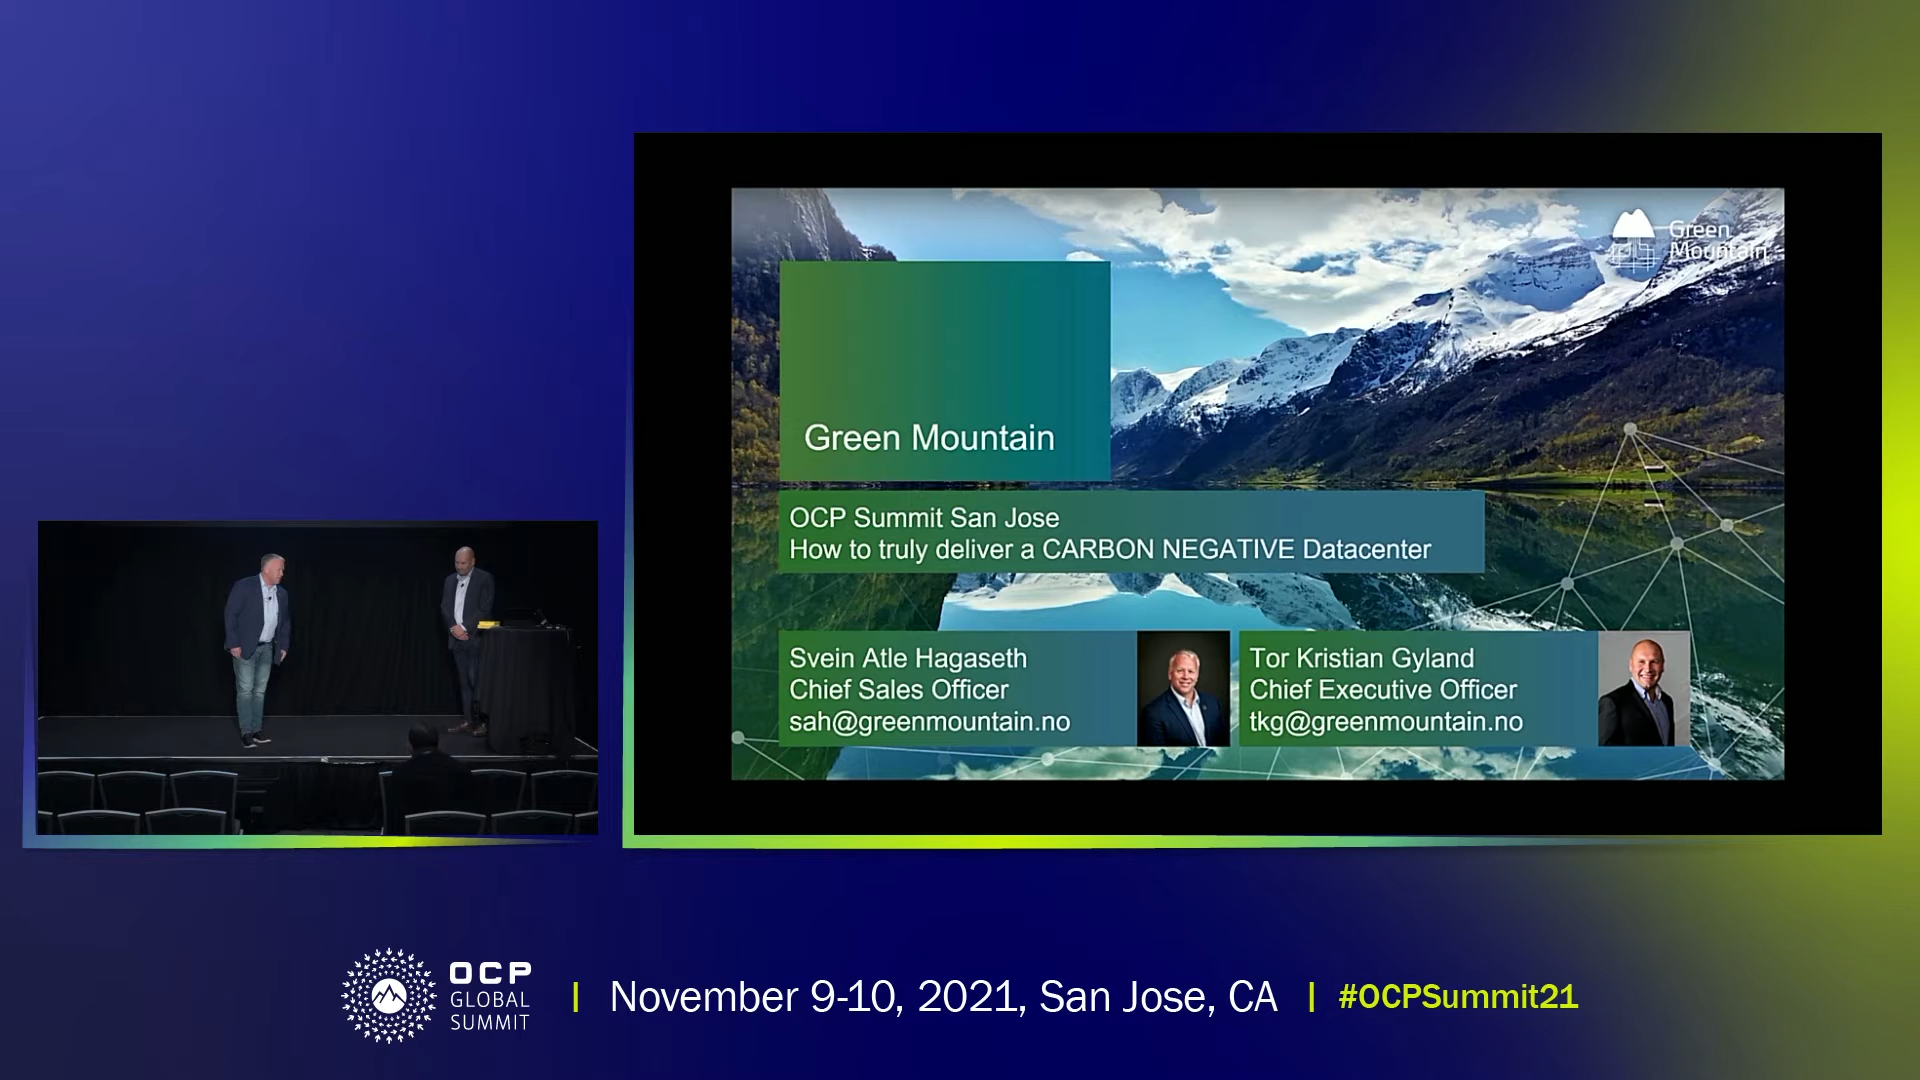 Green
Mountain
Green Mountain
OCP Summit San Jose
How to truly deliver a CARBON NEGATIVE Datacenter
Svein Atle Hagaseth
Chief Sales Officer
sah@greenmountain.no
Tor Kristian Gyland
Chief Executive Officer
tkg@greenmountain.no
OCP
GLOBAL
SUMMIT
| November 9-10, 2021, San Jose, CA | #OCPSummit21